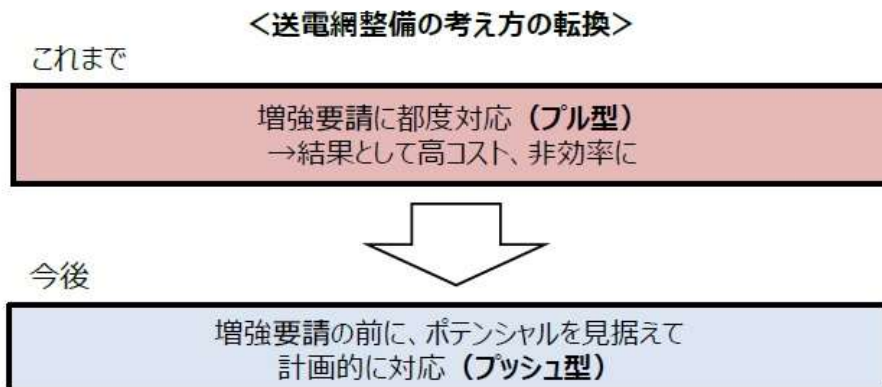 <送電網整備の考え方の転換>
これまで
増強要請に都度対応（プル型）
→結果として高コスト、非効率に
今後
増強要請の前に、ポテンシャルを見据えて
計画的に対応（プッシュ型）